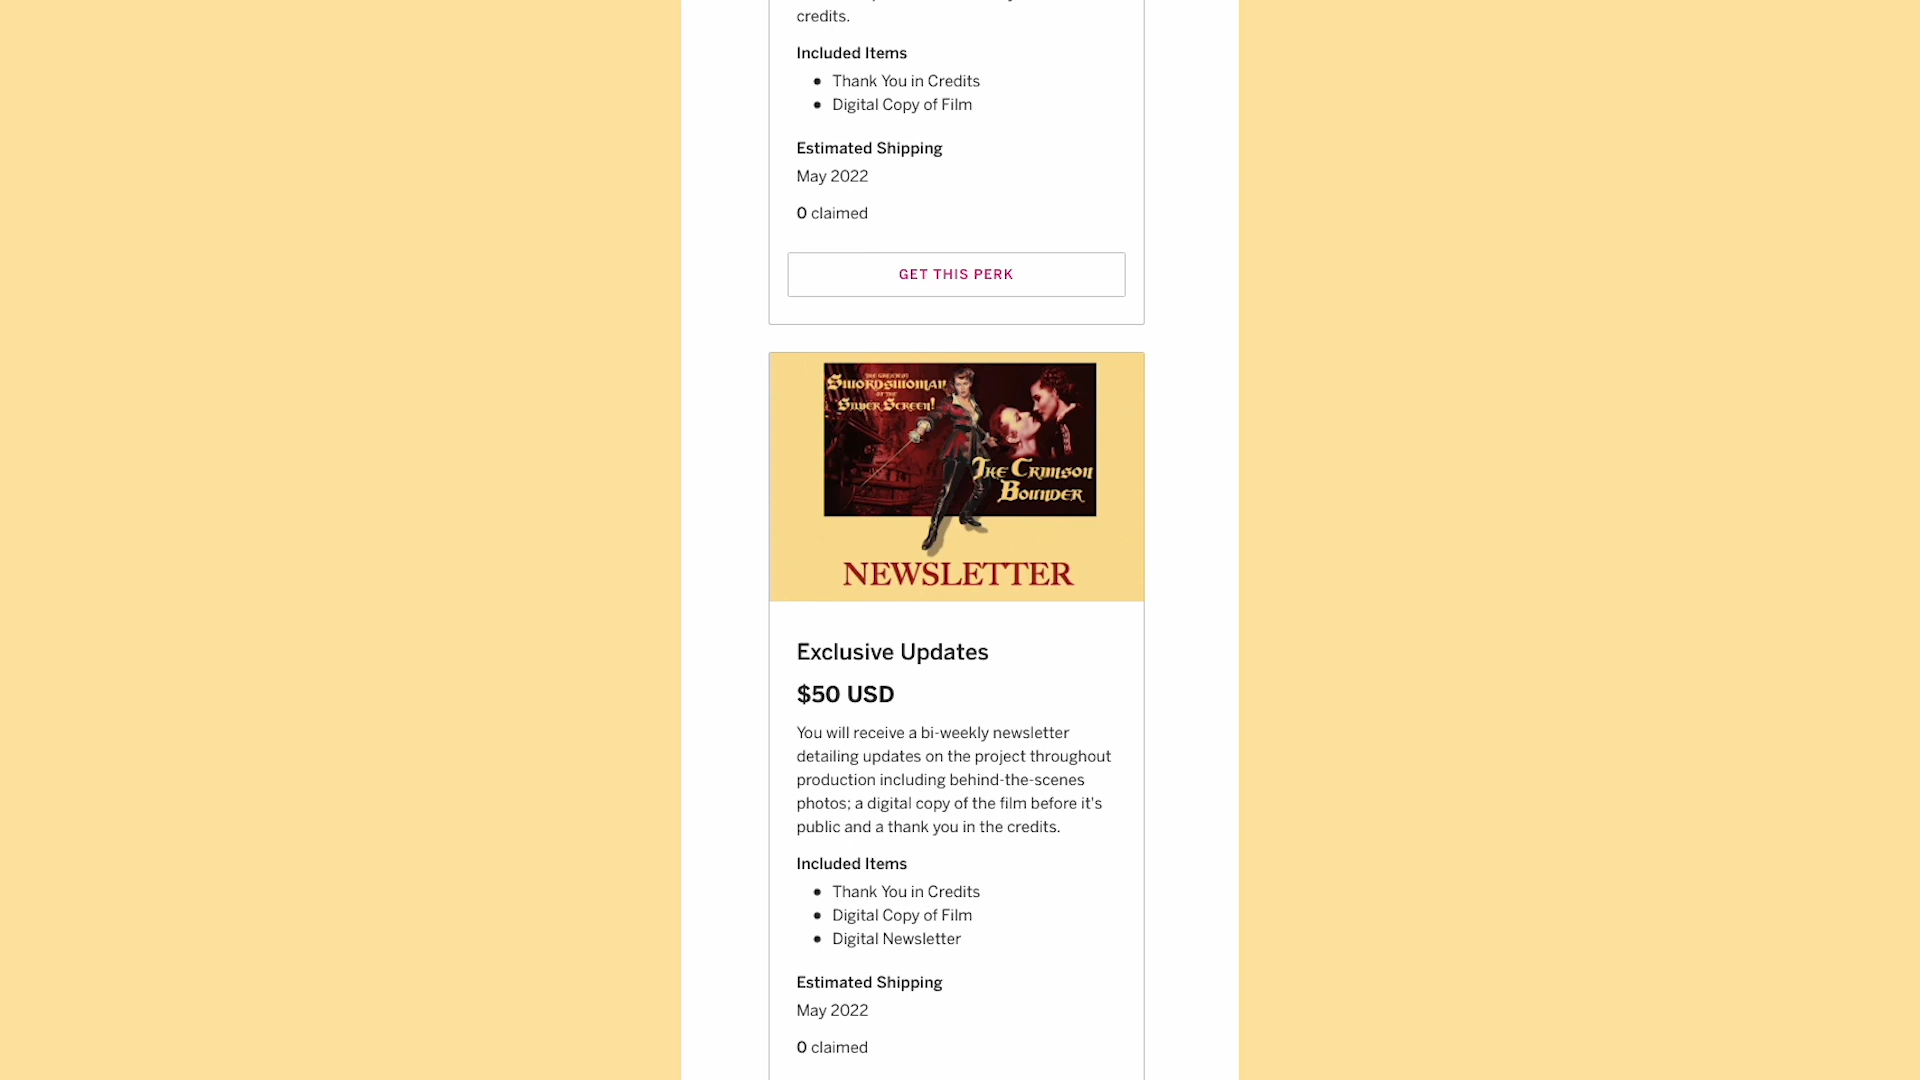 credits.
Included Items
Thank You in Credits
Digital Copy of Film
Estimated Shipping
May 2022
0 claimed
GET THIS PERK
THE GREATEST
SWORDSWOMAN
OF THE
SILVER SCREEN!
THE CRIMSON
BOUNDER
NEWSLETTER
Exclusive Updates
$50 USD
You will receive a bi-weekly newsletter
detailing updates on the project throughout
production including behind-the-scenes
photos; a digital copy of the film before it's
public and a thank you in the credits.
Included Items
Thank You in Credits
Digital Copy of Film
Digital Newsletter
Estimated Shipping
May 2022
0 claimed